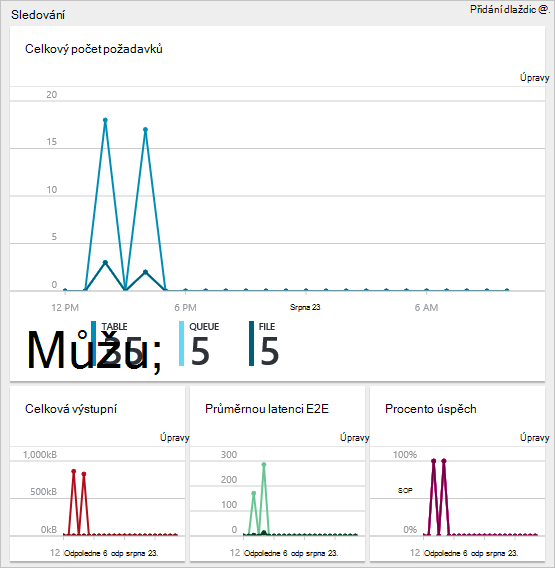 Sledování
Přidání dlaždic @.
Celkový počet požadavků
Úpravy
20
15
10
5
0
12 PM 6 PM Srpna 23. 6 AM
TABLE QUEUE FILE
Můžu; 5 5
Celková výstupní
Úpravy
1,000kB
500kB
0kB
12 Odpoledne 6 odp srpna 23.
Průměrnou latenci E2E
Úpravy
300
200
100
0
12 Odpoledne 6 odp srpna 23.
Procento úspěch
Úpravy
100%
SOP
0%
12 Odpoledne 6 odp srpna 23.